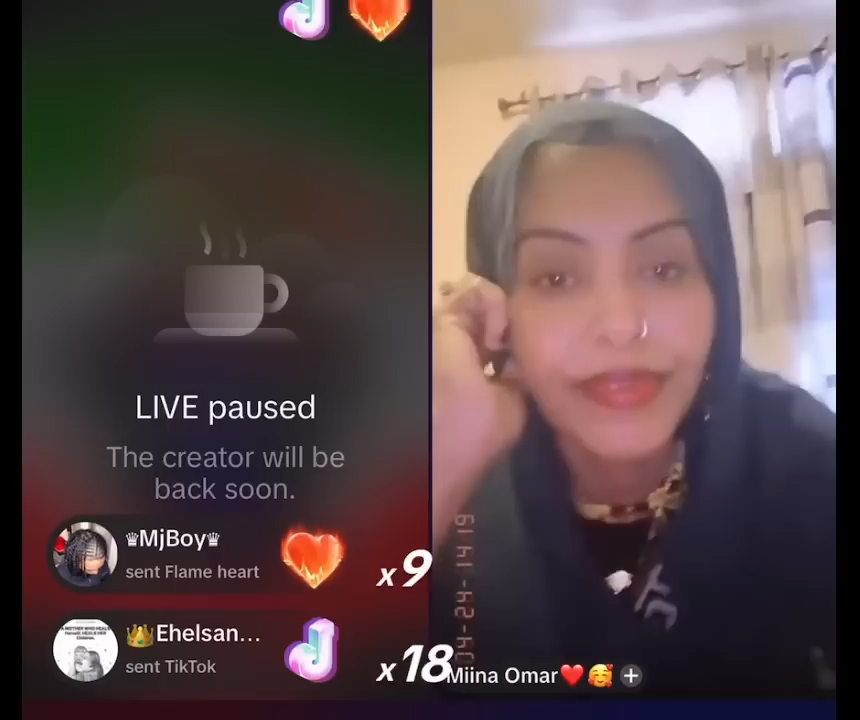 LIVE paused
The creator will be
back soon.
♛MjBoy♛
sent Flame heart
x9
👑Ehelsan...
sent TikTok
x18
Miina Omar❤️🥰